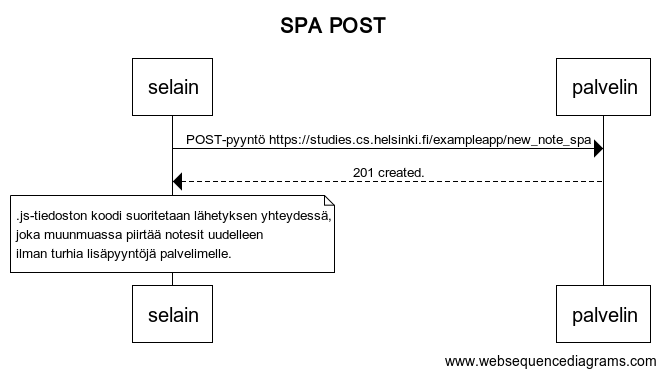 SPA POST
selain
palvelin
POST-pyyntö https://studies.cs.helsinki.fi/exampleapp/new_note_spa
201 created.
.js-tiedoston koodi suoritetaan lähetyksen yhteydessä,
joka muunmuassa piirtää notesit uudelleen
ilman turhia lisäpyyntöjä palvelimelle.
selain
palvelin
www.websequencediagrams.com